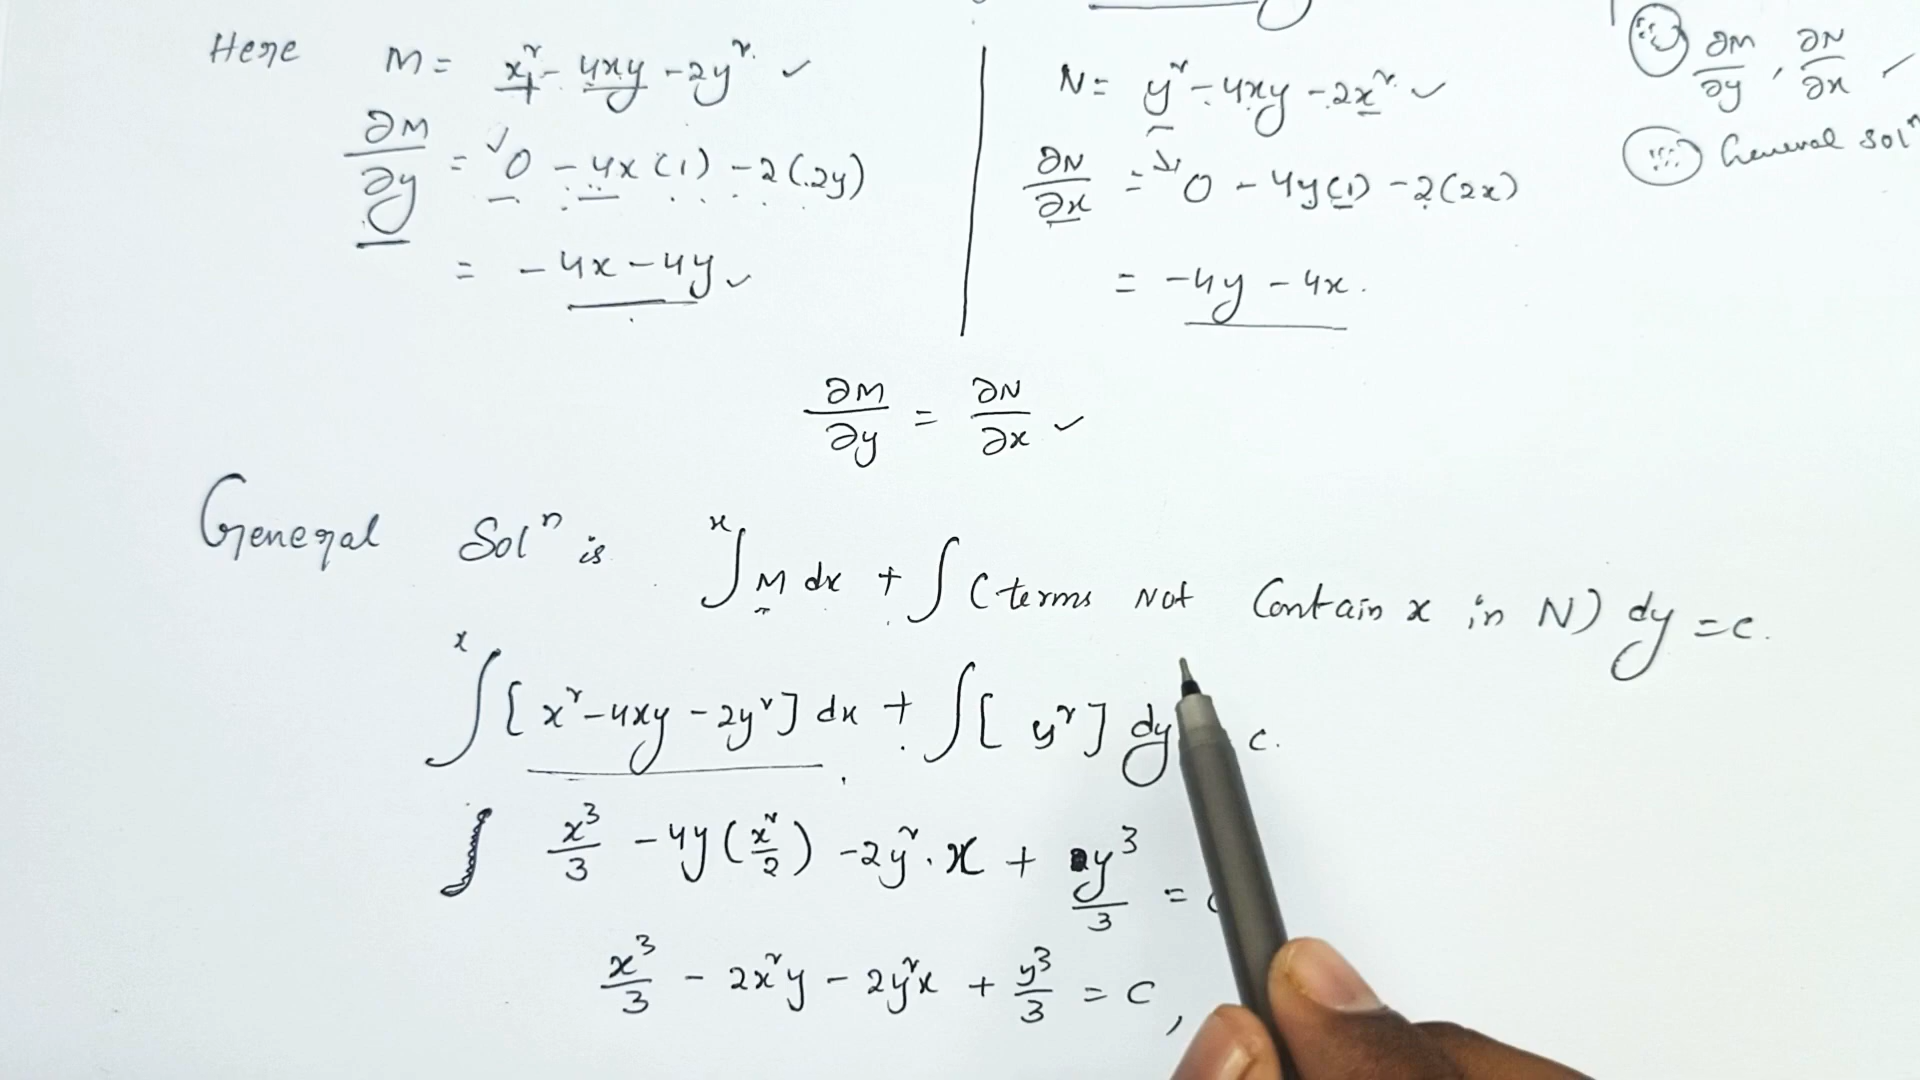 Here M = x² - 4xy - 2y² ✓
N = y² - 4xy - 2x² ✓
∂M/∂y, ∂N/∂x ✓
General solⁿ
∂M/∂y = 0 - 4x(1) - 2(2y)
∂N/∂x = 0 - 4y(1) - 2(2x)
= -4x - 4y ✓
= -4y - 4x.
∂M/∂y = ∂N/∂x ✓
General Solⁿ is ∫ˣ M dx + ∫ (terms Not Contain x in N) dy = c.
∫ˣ [x² - 4xy - 2y²] dx + ∫ [y²] dy c.
x³/3 - 4y(x²/2) - 2y².x + y³/3 =
x³/3 - 2x²y - 2y²x + y³/3 = c,